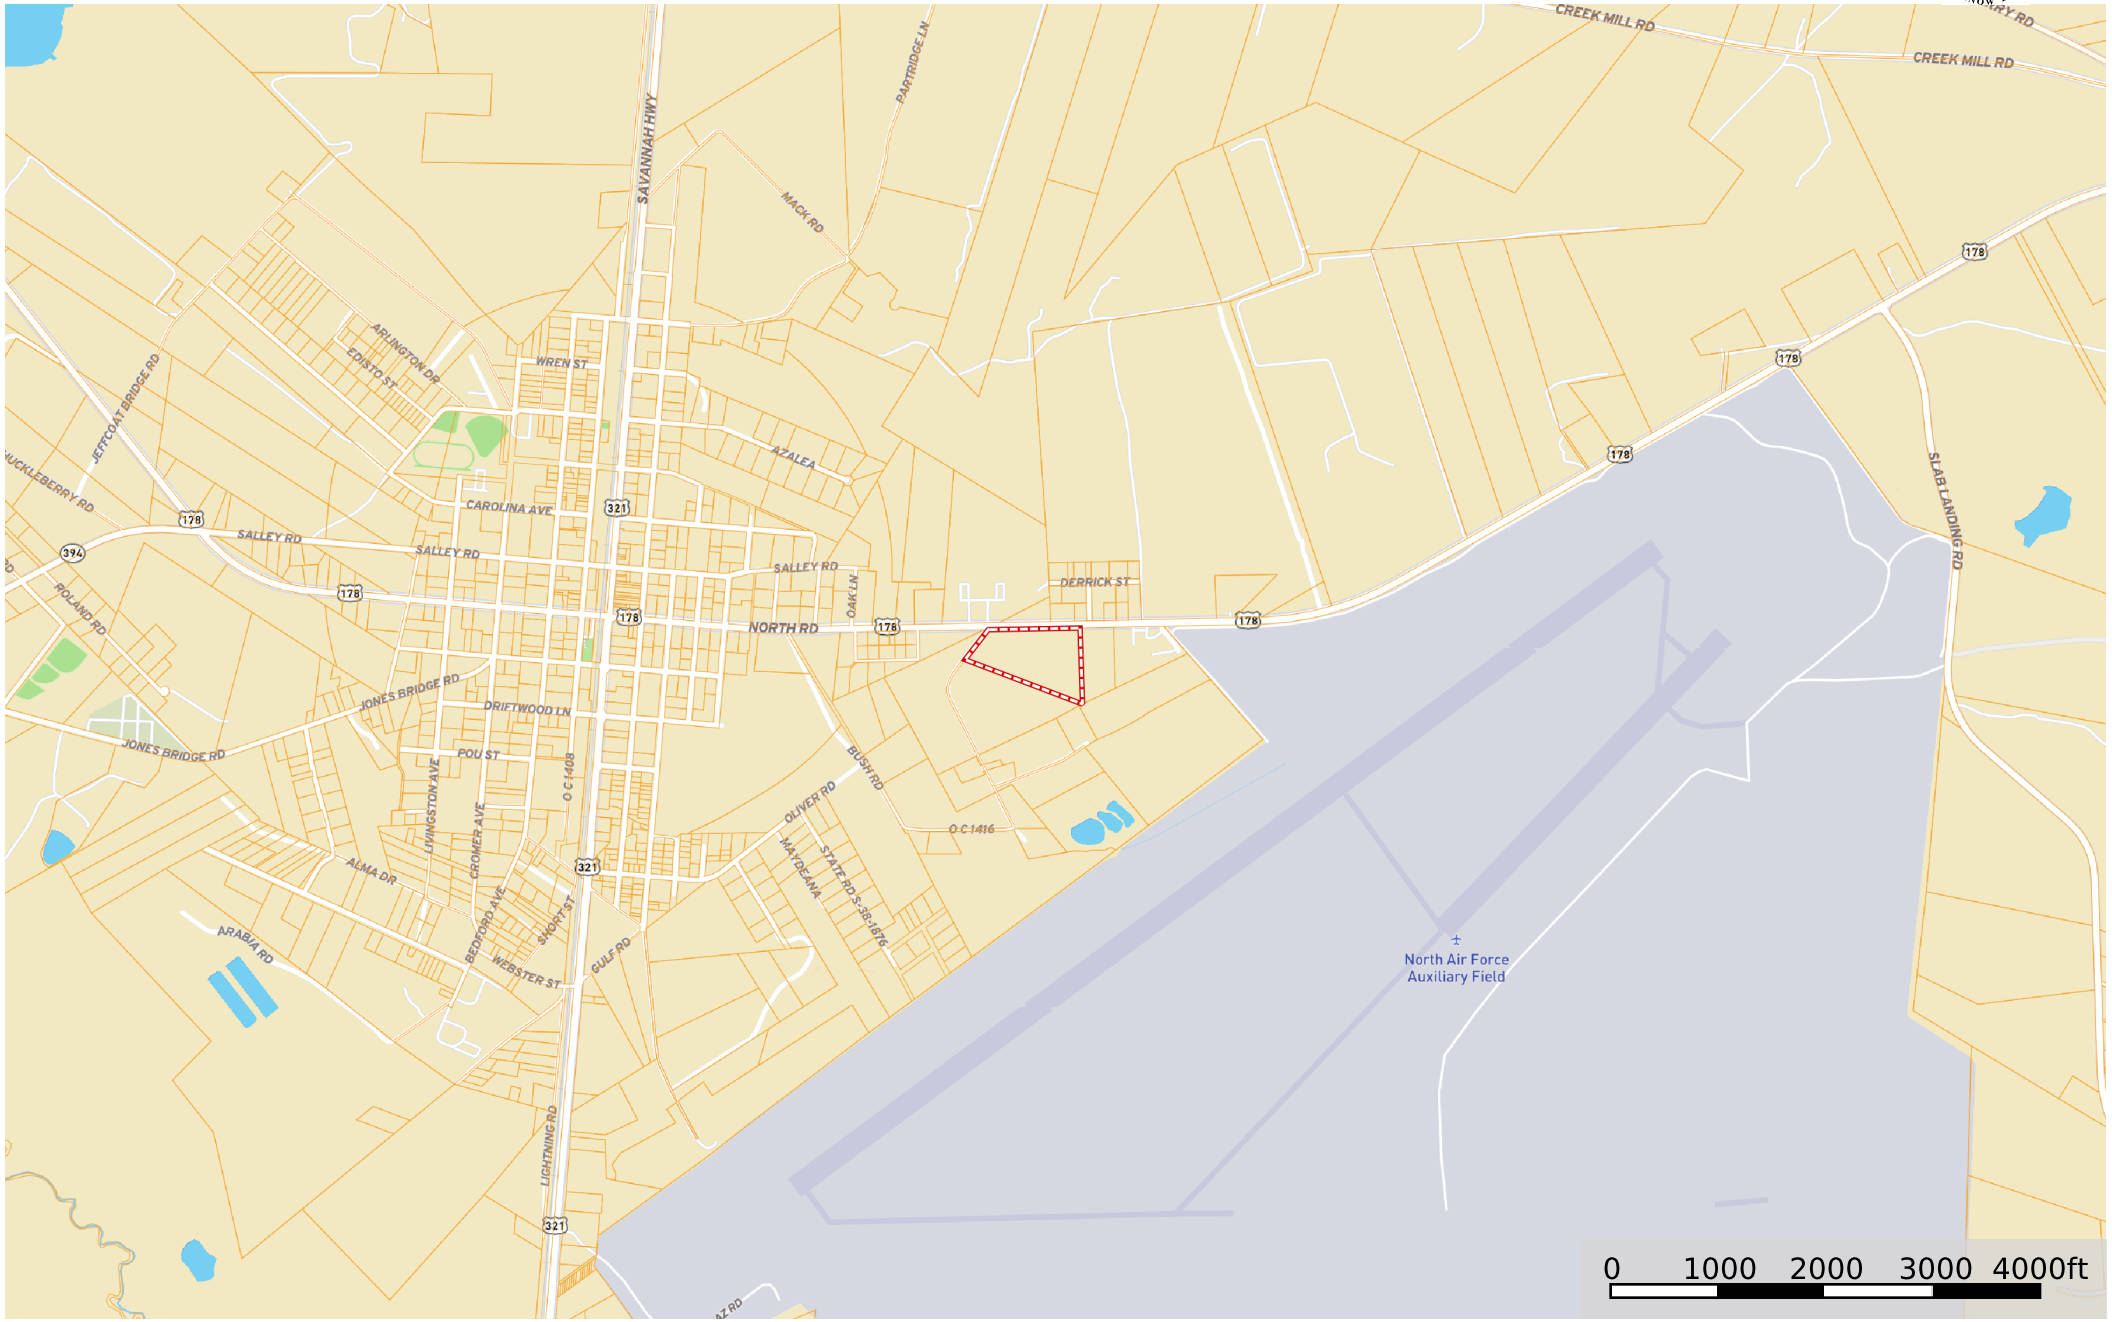 CREEK MILL RD
CREEK MILL RD
PARTRIDGE LN
SAVANNAH HWY
MACK RD
178
178
178
ARLINGTON DR
EDISTO ST
WREN ST
JEFFCOAT BRIDGE RD
HUCKLEBERRY RD
AZALEA
SLAB LANDING RD
CAROLINA AVE
321
178
SALLEY RD
SALLEY RD
394
SALLEY RD
DERRICK ST
OAK LN
ROLAND RD
178
178
NORTH RD
178
178
JONES BRIDGE RD
DRIFTWOOD LN
JONES BRIDGE RD
POU ST
O C 1408
BUSH RD
LIVINGSTON AVE
CROMER AVE
OLIVER RD
O C 1416
MAYDEANA
STATE RD S-38-1676
321
ALMA DR
ARABIA RD
BEDFORD AVE
SHORT ST
WEBSTER ST
GULF RD
North Air Force
Auxiliary Field
LIGHTNING RD
321
AZ RD
0 1000 2000 3000 4000ft